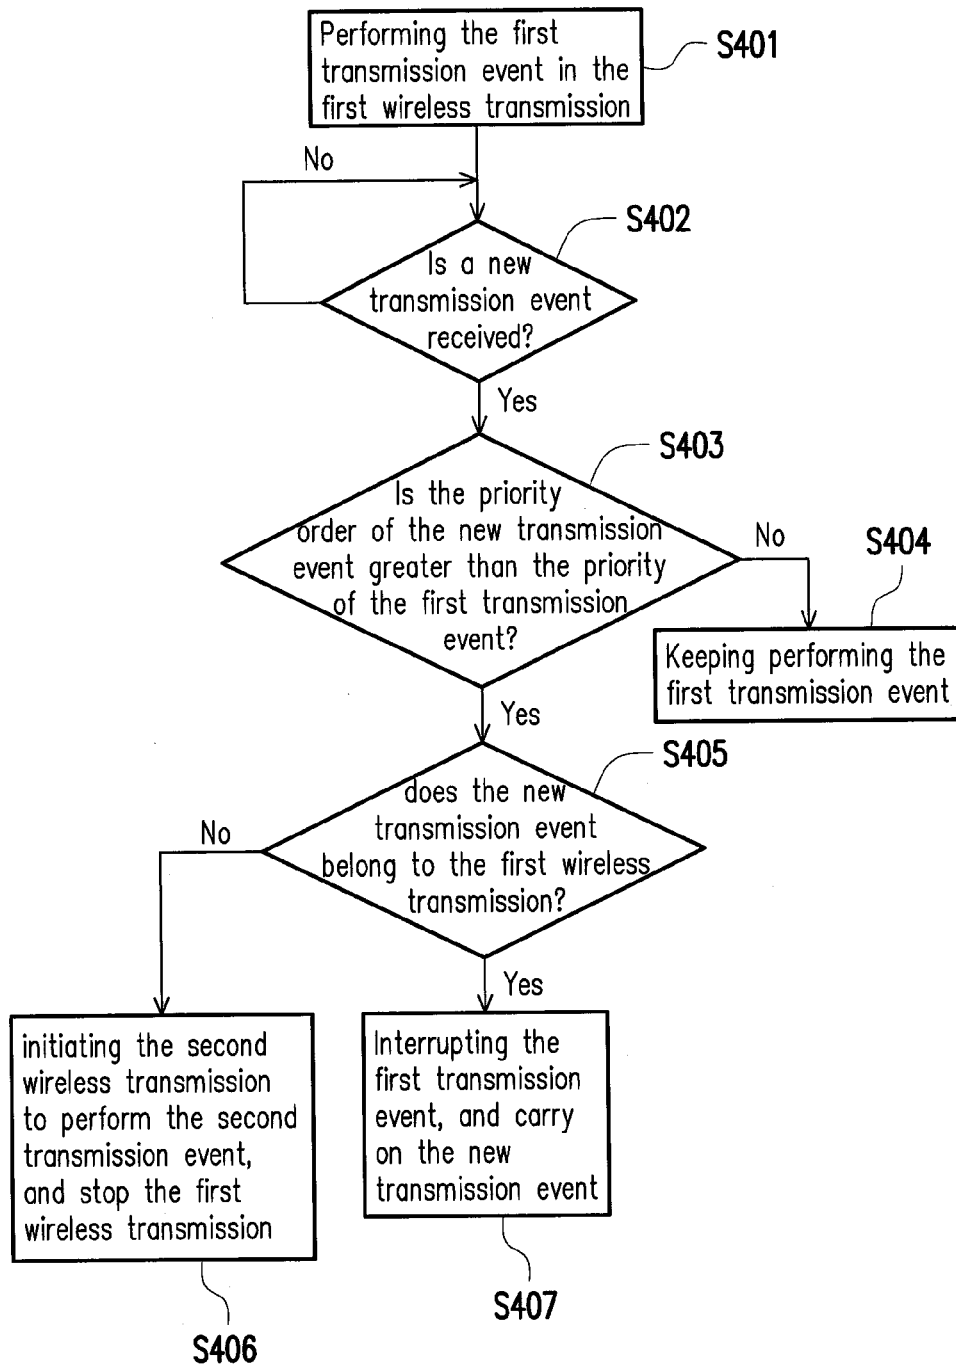 Performing the first
transmission event in the
first wireless transmission
S401
No
S402
Is a new
transmission event
received?
Yes
S403
Is the priority
order of the new transmission
event greater than the priority
of the first transmission
event?
No
S404
Keeping performing the
first transmission event
Yes
S405
does the new
transmission event
belong to the first wireless
transmission?
No
Yes
initiating the second
wireless transmission
to perform the second
transmission event,
and stop the first
wireless transmission
S406
Interrupting the
first transmission
event, and carry
on the new
transmission event
S407